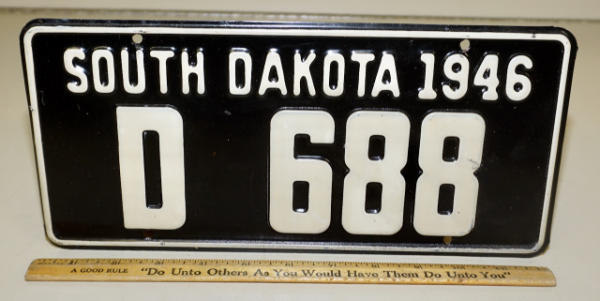 SOUTH DAKOTA 1946
D 688
A GOOD RULE "Do Unto Others As You Would Have Them Do Unto You"